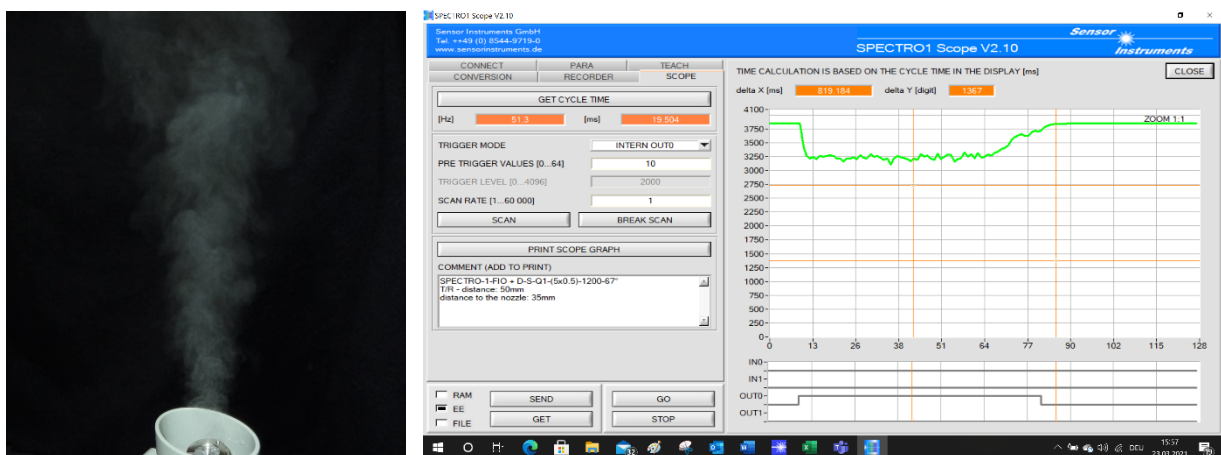 SPECTRO1 Scope V2.10
Sensor Instruments GmbH
Tel. ++49 (0) 8544-9719-0
www.sensorinstruments.de
SPECTRO1 Scope V2.10
Sensor
Instruments
CONNECT PARA TEACH
CONVERSION RECORDER SCOPE
GET CYCLE TIME
[Hz] 51.3 [ms] 19.504
TRIGGER MODE INTERN OUT0
PRE TRIGGER VALUES [0...64] 10
TRIGGER LEVEL [0...4096] 2000
SCAN RATE [1...60 000] 1
SCAN BREAK SCAN
PRINT SCOPE GRAPH
COMMENT (ADD TO PRINT)
SPECTRO-1-FIO + D-S-Q1-(5x0.5)-1200-67°
T/R - distance: 50mm
distance to the nozzle: 35mm
RAM
EE
FILE
SEND GO
GET STOP
TIME CALCULATION IS BASED ON THE CYCLE TIME IN THE DISPLAY [ms]
CLOSE
delta X [ms] 819.184 delta Y [digit] 1367
ZOOM 1:1
4100
3750
3500
3250
3000
2750
2500
2250
2000
1750
1500
1250
1000
750
500
250
0
0 13 26 38 51 64 77 90 102 115 128
IN0
IN1
OUT0
OUT1
DEU
15:57
23.03.2021